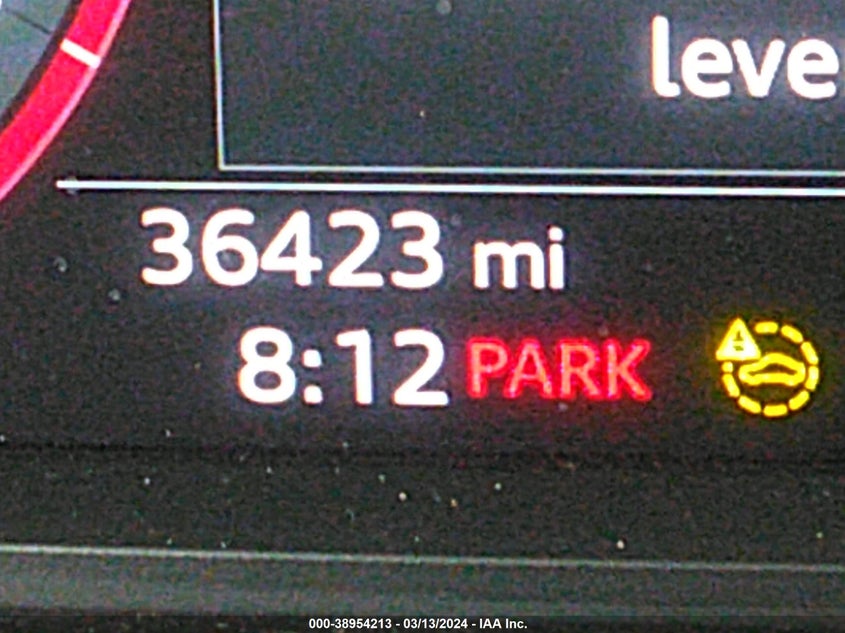 leve
36423 mi
8:12 PARK
000-38954213 - 03/13/2024 - IAA Inc.